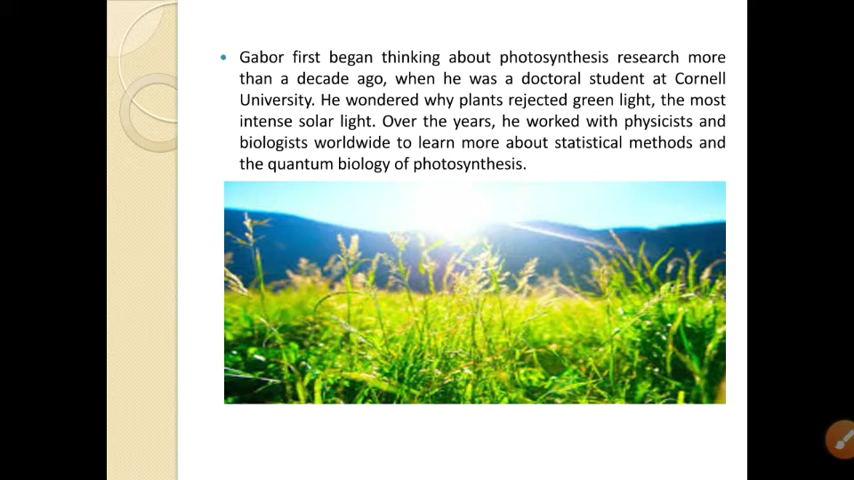 Gabor first began thinking about photosynthesis research more
than a decade ago, when he was a doctoral student at Cornell
University. He wondered why plants rejected green light, the most
intense solar light. Over the years, he worked with physicists and
biologists worldwide to learn more about statistical methods and
the quantum biology of photosynthesis.